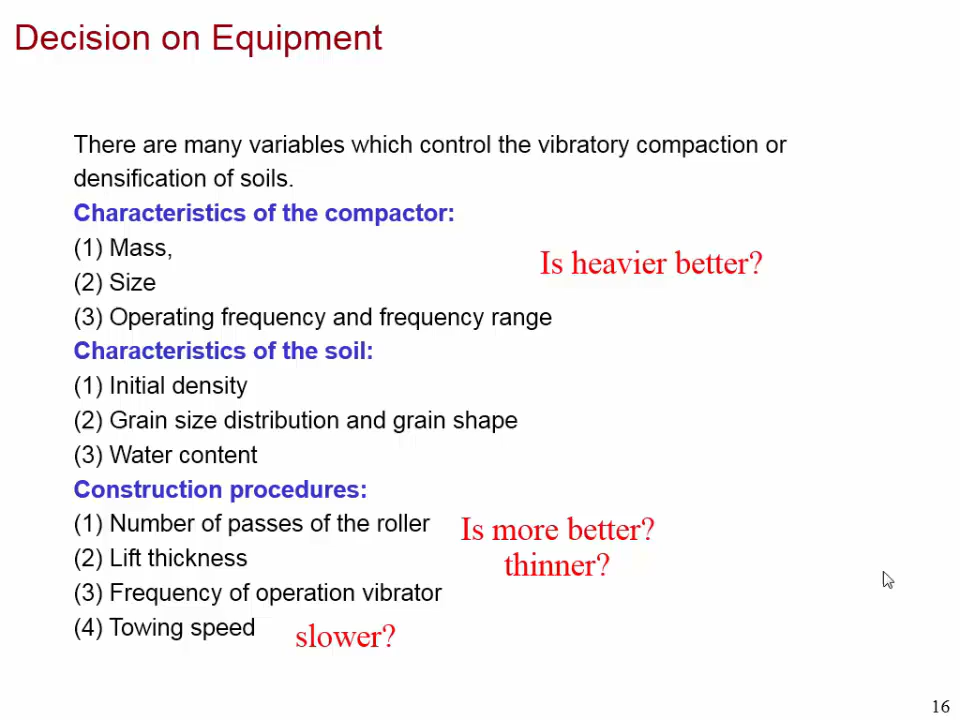 Decision on Equipment
There are many variables which control the vibratory compaction or
densification of soils.
Characteristics of the compactor:
(1) Mass,
Is heavier better?
(2) Size
(3) Operating frequency and frequency range
Characteristics of the soil:
(1) Initial density
(2) Grain size distribution and grain shape
(3) Water content
Construction procedures:
(1) Number of passes of the roller
Is more better?
(2) Lift thickness
thinner?
(3) Frequency of operation vibrator
(4) Towing speed
slower?
16